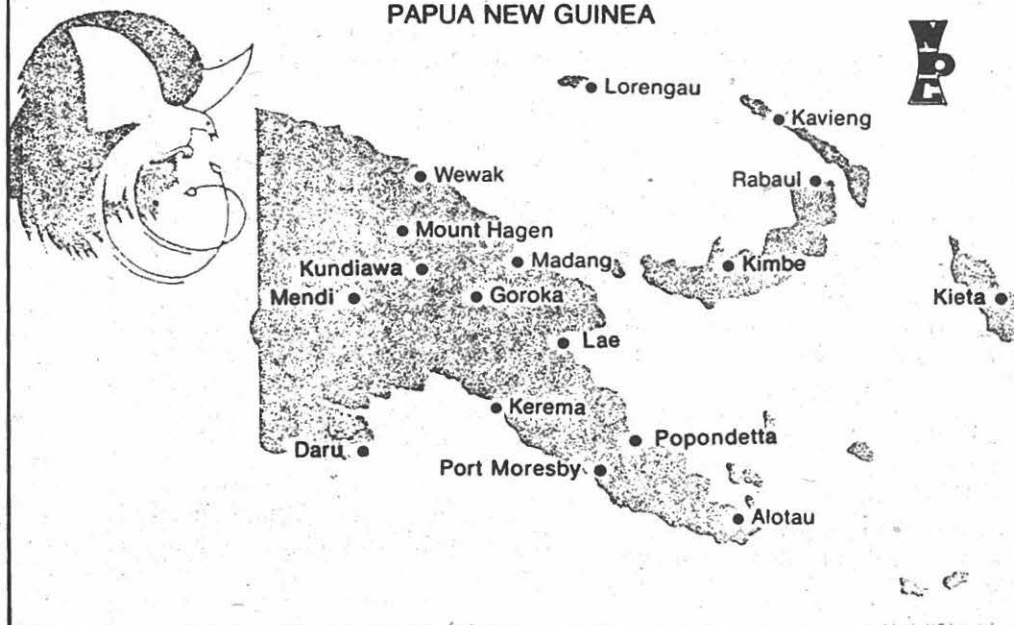 PAPUA NEW GUINEA
Lorengau
Kavieng
Wewak
Rabaul
Mount Hagen
Madang
Kimbe
Kundiawa
Mendi
Goroka
Kieta
Lae
Kerema
Popondetta
Daru
Port Moresby
Alotau